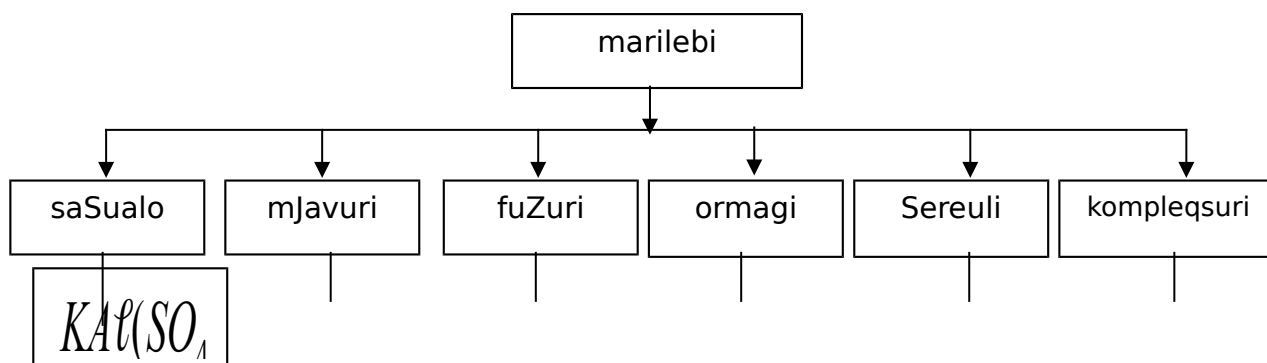 marilebi
saSualo
mJavuri
fuZuri
ormagi
Sereuli
kompleqsuri
KAℓ(SO₄